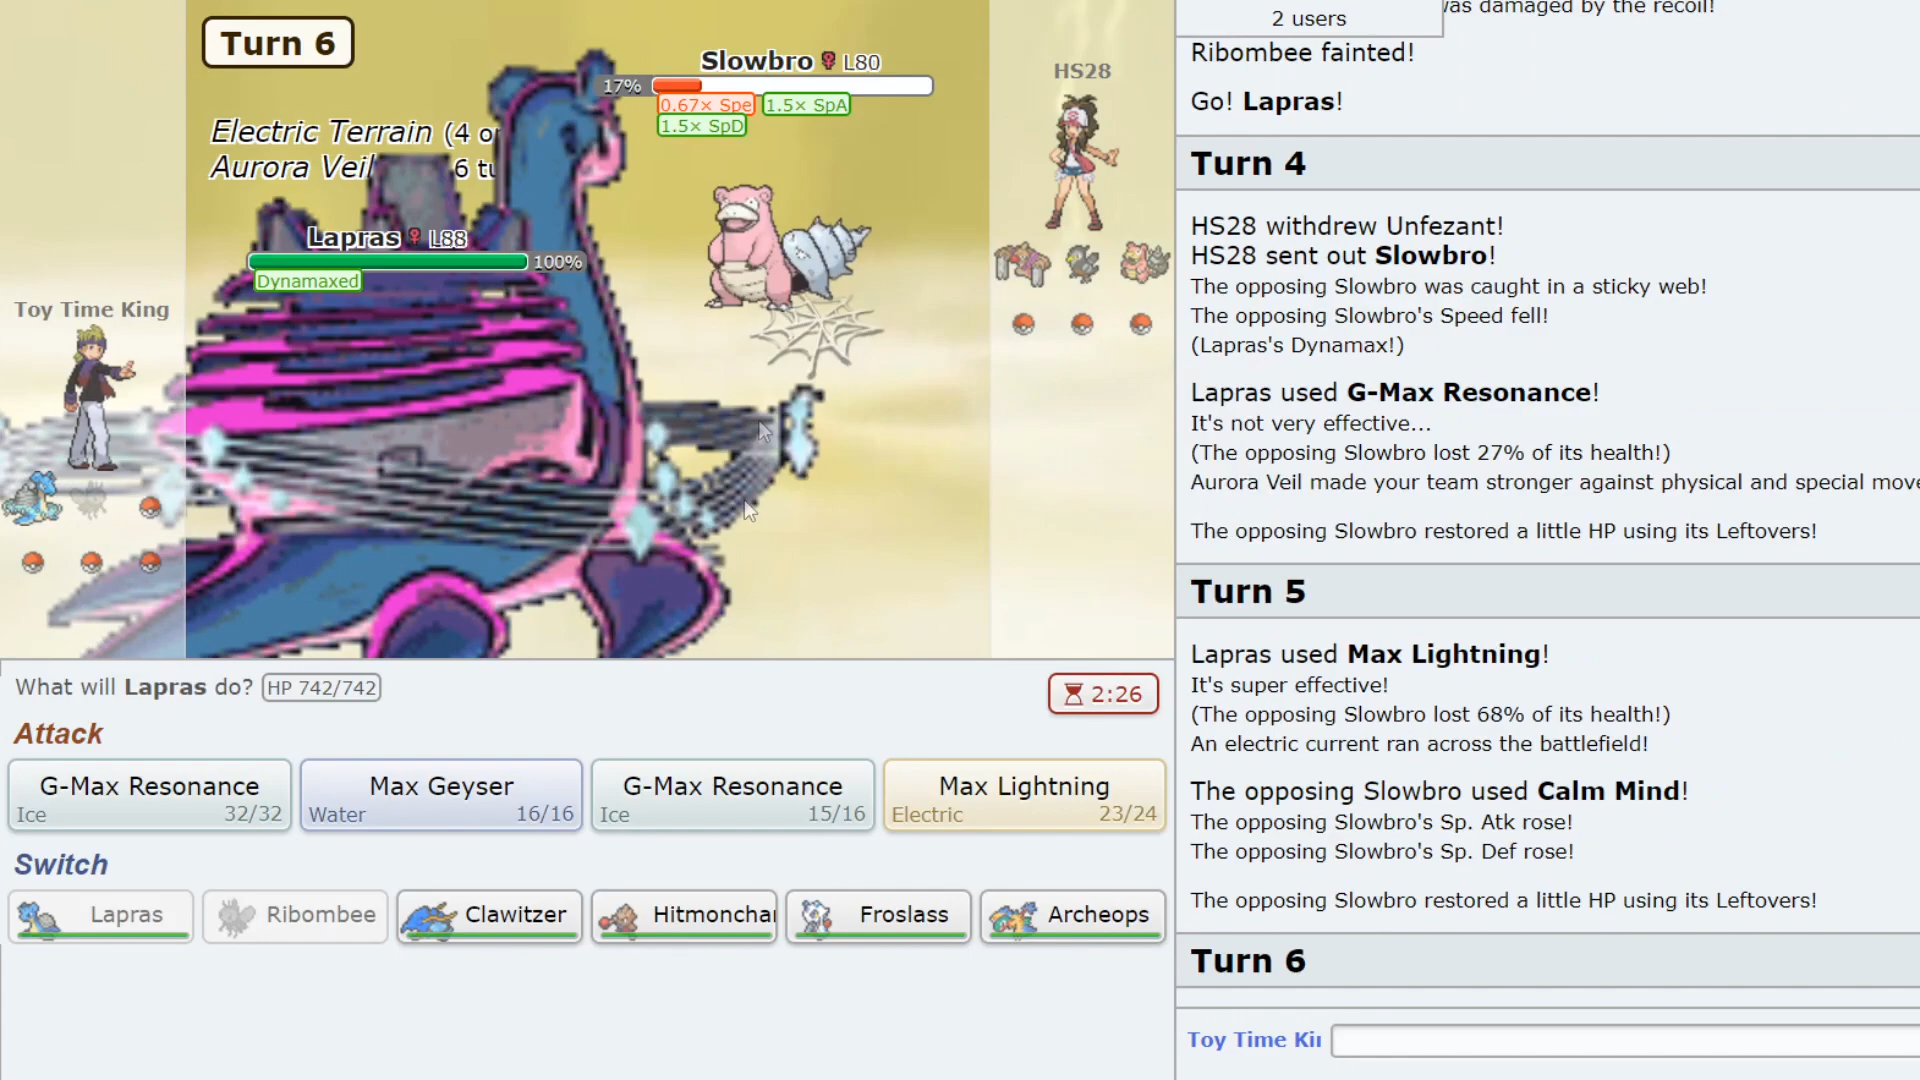 Turn 6
Slowbro L80
17%
0.67× Spe 1.5× SpA
1.5× SpD
Electric Terrain (4 o
Aurora Veil 6 tu
Lapras L88
100%
Dynamaxed
Toy Time King
HS28
What will Lapras do? HP 742/742
2:26
Attack
G-Max Resonance
Ice 32/32
Max Geyser
Water 16/16
G-Max Resonance
Ice 15/16
Max Lightning
Electric 23/24
Switch
Lapras
Ribombee
Clawitzer
Hitmonchan
Froslass
Archeops
2 users
was damaged by the recoil!
Ribombee fainted!
Go! Lapras!
Turn 4
HS28 withdrew Unfezant!
HS28 sent out Slowbro!
The opposing Slowbro was caught in a sticky web!
The opposing Slowbro's Speed fell!
(Lapras's Dynamax!)
Lapras used G-Max Resonance!
It's not very effective...
(The opposing Slowbro lost 27% of its health!)
Aurora Veil made your team stronger against physical and special move
The opposing Slowbro restored a little HP using its Leftovers!
Turn 5
Lapras used Max Lightning!
It's super effective!
(The opposing Slowbro lost 68% of its health!)
An electric current ran across the battlefield!
The opposing Slowbro used Calm Mind!
The opposing Slowbro's Sp. Atk rose!
The opposing Slowbro's Sp. Def rose!
The opposing Slowbro restored a little HP using its Leftovers!
Turn 6
Toy Time Ki